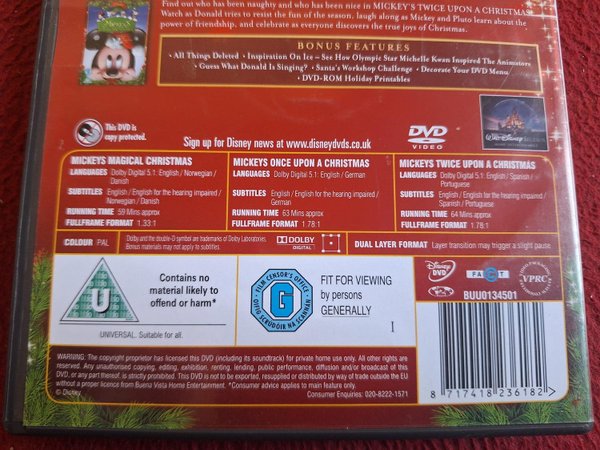 Find out who has been naughty and who has been nice in MICKEY'S TWICE UPON A CHRISTMAS!
Watch as Donald tries to resist the fun of the season, laugh along as Mickey and Pluto learn about the
power of friendship, and celebrate as everyone discovers the true joys of Christmas.
BONUS FEATURES
• All Things Deleted • Inspiration On Ice – See How Olympic Star Michelle Kwan Inspired The Animators
• Guess What Donald Is Singing? • Santa's Workshop Challenge • Decorate Your DVD Menu
• DVD-ROM Holiday Printables
This DVD is
copy protected.
Sign up for Disney news at www.disneydvds.co.uk
DVD
VIDEO
WALT DISNEY
MICKEYS MAGICAL CHRISTMAS
LANGUAGES Dolby Digital 5.1: English / Norwegian /
Danish
SUBTITLES English / English for the hearing impaired /
Norwegian / Danish
RUNNING TIME 59 Mins approx
FULLFRAME FORMAT 1.33:1
MICKEYS ONCE UPON A CHRISTMAS
LANGUAGES Dolby Digital 5.1: English / German
SUBTITLES English / English for the hearing impaired /
German
RUNNING TIME 63 Mins approx
FULLFRAME FORMAT 1.78:1
MICKEYS TWICE UPON A CHRISTMAS
LANGUAGES Dolby Digital 5.1: English / Spanish /
Portuguese
SUBTITLES English / English for the hearing impaired /
Spanish / Portuguese
RUNNING TIME 64 Mins approx
FULLFRAME FORMAT 1.78:1
COLOUR PAL
Dolby and the double-D symbol are trademarks of Dolby Laboratories.
Bonus materials may not apply to subtitles.
DOLBY
DIGITAL
DUAL LAYER FORMAT Layer transition may trigger a slight pause.
U
Contains no
material likely to
offend or harm*
UNIVERSAL. Suitable for all.
FILM CENSOR'S OFFICE
G
OIFIG SCRÚDÓIR NA SCANNÁN
FIT FOR VIEWING
by persons
GENERALLY
I
Disney
DVD
FACT
VPRC
BUU0134501
WARNING: The copyright proprietor has licensed this DVD (including its soundtrack) for private home use only. All other rights are
reserved. Any unauthorised copying, editing, exhibition, renting, lending, public performance, diffusion and/or broadcast of this
DVD, or any part thereof, is strictly prohibited. This DVD is not to be exported, resupplied or distributed by way of trade outside the EU
without a proper licence from Buena Vista Home Entertainment. *Consumer advice applies to main feature only.
© Disney
Consumer Enquiries: 020-8222-1571
8 717418 236182 >